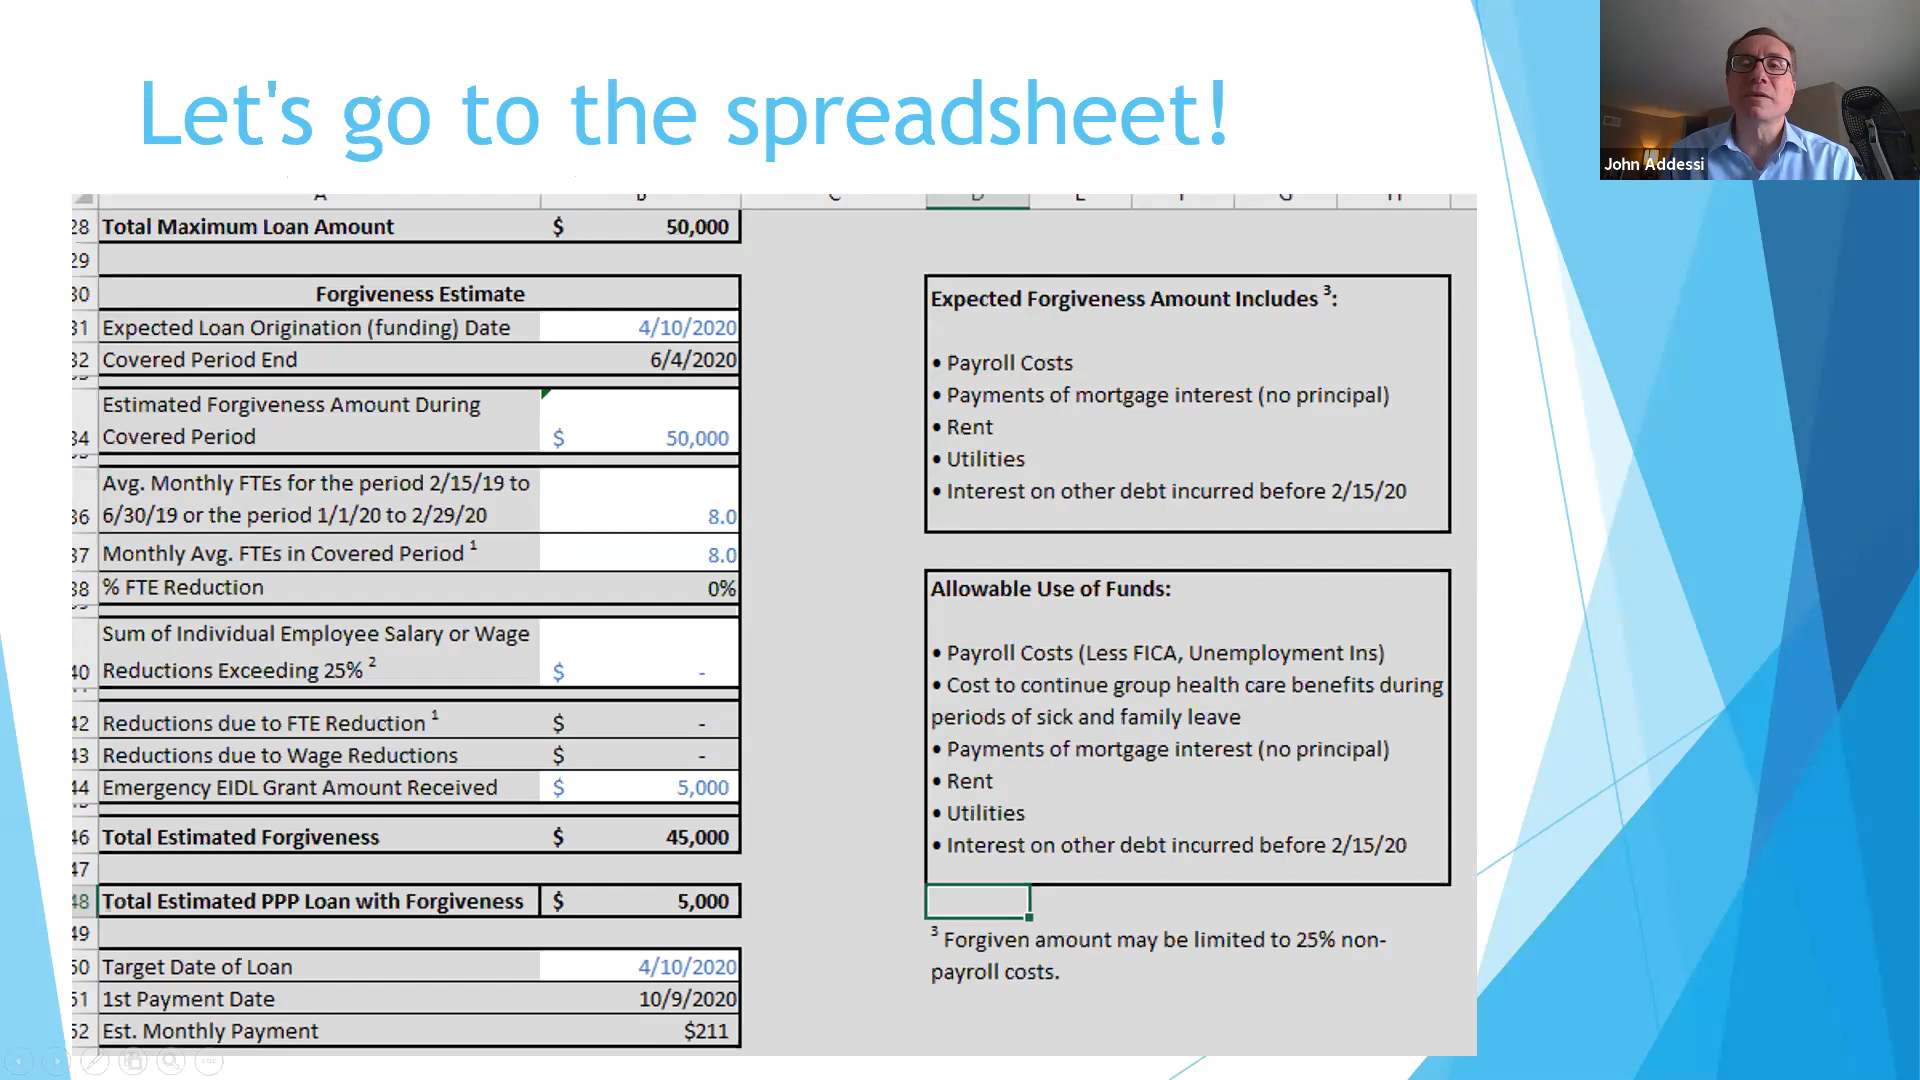 Let's go to the spreadsheet!
John Addessi
28 Total Maximum Loan Amount $ 50,000
29
30 Forgiveness Estimate
31 Expected Loan Origination (funding) Date 4/10/2020
32 Covered Period End 6/4/2020
Estimated Forgiveness Amount During
34 Covered Period $ 50,000
Avg. Monthly FTEs for the period 2/15/19 to
36 6/30/19 or the period 1/1/20 to 2/29/20 8.0
37 Monthly Avg. FTEs in Covered Period 1 8.0
38 % FTE Reduction 0%
Sum of Individual Employee Salary or Wage
40 Reductions Exceeding 25% 2 $ -
42 Reductions due to FTE Reduction 1 $ -
43 Reductions due to Wage Reductions $ -
44 Emergency EIDL Grant Amount Received $ 5,000
46 Total Estimated Forgiveness $ 45,000
47
48 Total Estimated PPP Loan with Forgiveness $ 5,000
49
50 Target Date of Loan 4/10/2020
51 1st Payment Date 10/9/2020
52 Est. Monthly Payment $211
Expected Forgiveness Amount Includes 3:
• Payroll Costs
• Payments of mortgage interest (no principal)
• Rent
• Utilities
• Interest on other debt incurred before 2/15/20
Allowable Use of Funds:
• Payroll Costs (Less FICA, Unemployment Ins)
• Cost to continue group health care benefits during
periods of sick and family leave
• Payments of mortgage interest (no principal)
• Rent
• Utilities
• Interest on other debt incurred before 2/15/20
3 Forgiven amount may be limited to 25% non-
payroll costs.